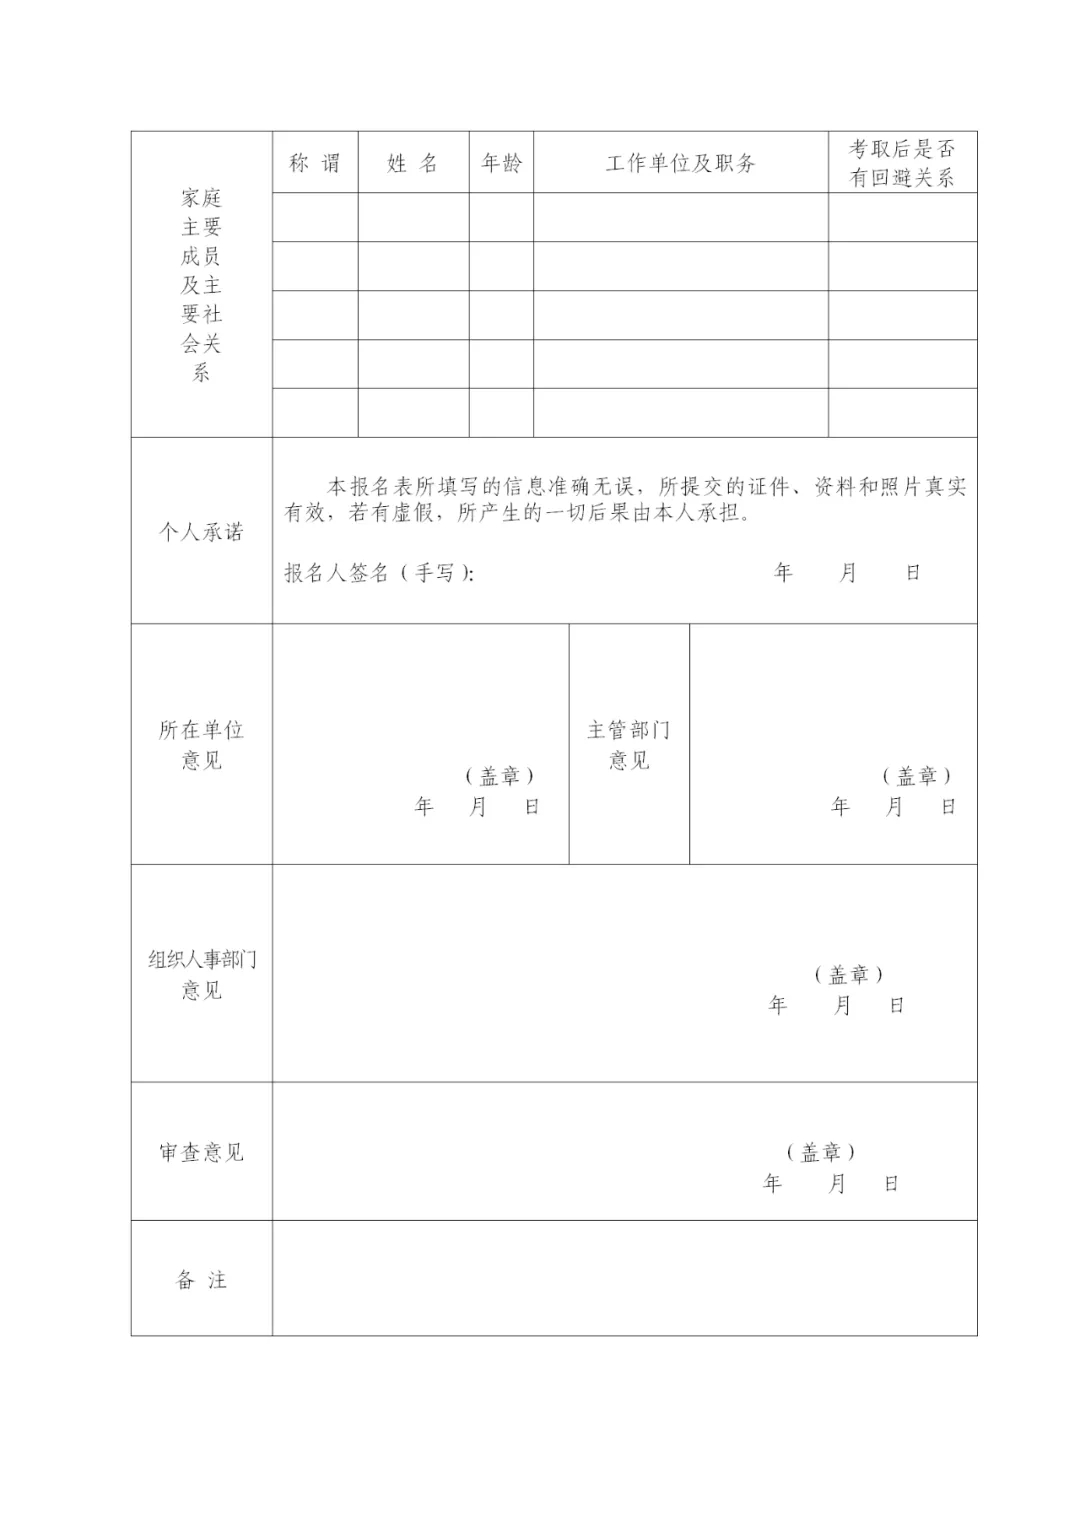 称 谓 姓 名 年龄 工作单位及职务 考取后是否
有回避关系
家庭
主要
成员
及主
要社
会关
系
个人承诺
本报名表所填写的信息准确无误，所提交的证件、资料和照片真实
有效，若有虚假，所产生的一切后果由本人承担。
报名人签名（手写）： 年 月 日
所在单位
意见
（盖章）
年 月 日
主管部门
意见
（盖章）
年 月 日
组织人事部门
意见
（盖章）
年 月 日
审查意见
（盖章）
年 月 日
备 注